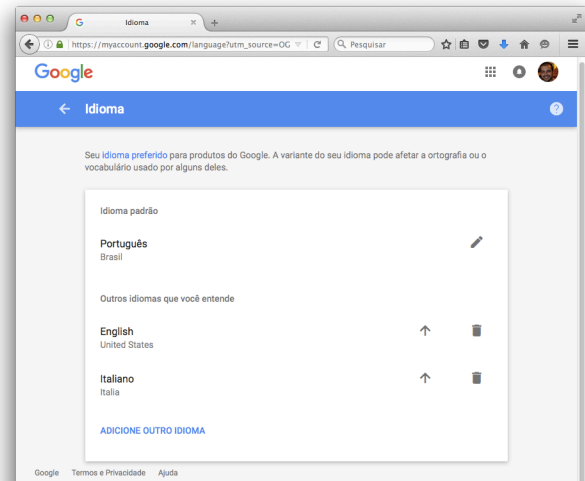 Idioma
https://myaccount.google.com/language?utm_source=OG
Pesquisar
Google
Idioma
Seu idioma preferido para produtos do Google. A variante do seu idioma pode afetar a ortografia ou o
vocabulário usado por alguns deles.
Idioma padrão
Português
Brasil
Outros idiomas que você entende
English
United States
Italiano
Italia
ADICIONE OUTRO IDIOMA
Google Termos e Privacidade Ajuda